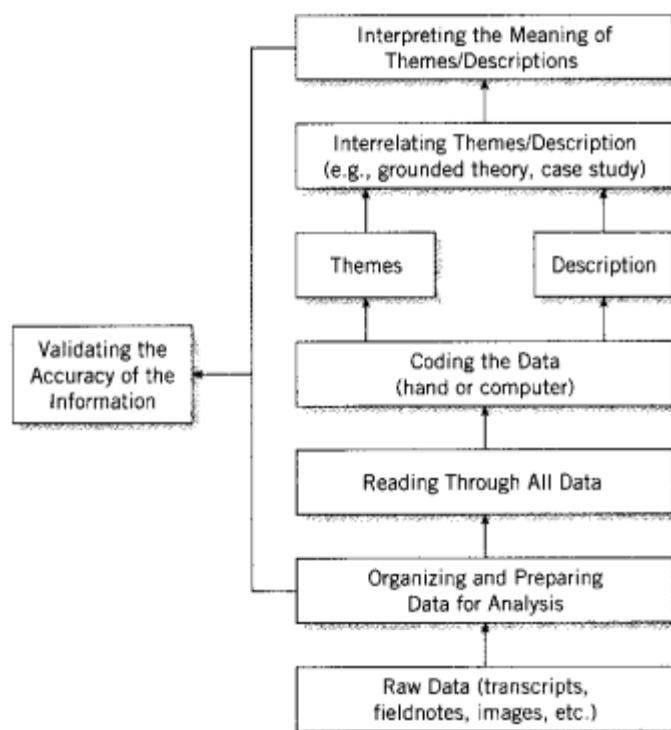 Interpreting the Meaning of
Themes/Descriptions
Interrelating Themes/Description
(e.g., grounded theory, case study)
Themes
Description
Validating the
Accuracy of the
Information
Coding the Data
(hand or computer)
Reading Through All Data
Organizing and Preparing
Data for Analysis
Raw Data (transcripts,
fieldnotes, images, etc.)